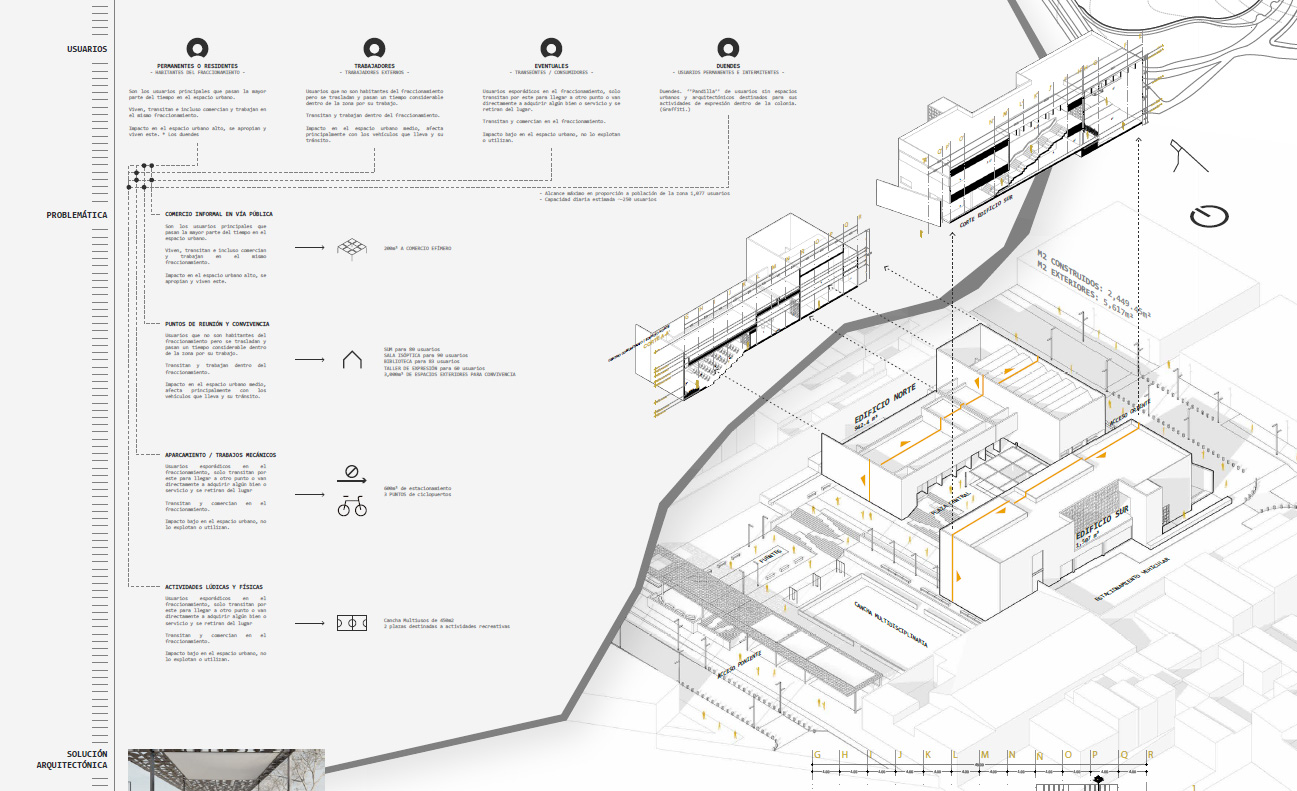 USUARIOS
PERMANENTES O RESIDENTES
- HABITANTES DEL FRACCIONAMIENTO -
Son los usuarios principales que pasan la mayor
parte del tiempo en el espacio urbano.
Viven, transitan e incluso comercian y trabajan en
el mismo fraccionamiento.
Impacto en el espacio urbano alto, se apropian y
viven este. * Los duendes
TRABAJADORES
- TRABAJADORES EXTERNOS -
Usuarios que no son habitantes del fraccionamiento
pero se trasladan y pasan un tiempo considerable
dentro de la zona por su trabajo.
Transitan y trabajan dentro del fraccionamiento.
Impacto en el espacio urbano medio, afecta
principalmente con los vehículos que lleva y su
tránsito.
EVENTUALES
- TRANSEÚNTES / CONSUMIDORES -
Usuarios esporádicos en el fraccionamiento, solo
transitan por este para llegar a otro punto o van
directamente a adquirir algún bien o servicio y se
retiran del lugar.
Transitan y comercian en el fraccionamiento.
Impacto bajo en el espacio urbano, no lo explotan
o utilizan.
DUENDES
- USUARIOS PERMANENTES E INTERMITENTES -
Duendes. ""Pandilla"" de usuarios sin espacios
urbanos y arquitectónicos destinados para sus
actividades de expresión dentro de la colonia.
(Graffiti.)
- Alcance máximo en proporción a población de la zona 1,077 usuarios
- Capacidad diaria estimada --250 usuarios
PROBLEMÁTICA
COMERCIO INFORMAL EN VÍA PÚBLICA
Son los usuarios principales que
pasan la mayor parte del tiempo en el
espacio urbano.
Viven, transitan e incluso comercian
y trabajan en el mismo
fraccionamiento.
Impacto en el espacio urbano alto, se
apropian y viven este.
200m² A COMERCIO EFÍMERO
PUNTOS DE REUNIÓN Y CONVIVENCIA
Usuarios que no son habitantes del
fraccionamiento pero se trasladan y
pasan un tiempo considerable dentro
de la zona por su trabajo.
Transitan y trabajan dentro del
fraccionamiento.
Impacto en el espacio urbano medio,
afecta principalmente con los
vehículos que lleva y su tránsito.
SUM para 90 usuarios
SALA ISÓPTICA para 90 usuarios
BIBLIOTECA para 63 usuarios
TALLER DE EXPRESIÓN para 60 usuarios
3,000m² DE ESPACIOS EXTERIORES PARA CONVIVENCIA
APARCAMIENTO / TRABAJOS MECÁNICOS
Usuarios esporádicos en el
fraccionamiento, solo transitan por
este para llegar a otro punto o van
directamente a adquirir algún bien o
servicio y se retiran del lugar
Transitan y comercian en el
fraccionamiento.
Impacto bajo en el espacio urbano, no
lo explotan o utilizan.
600m² de estacionamiento
3 PUNTOS de ciclopuertos
ACTIVIDADES LÚDICAS Y FÍSICAS
Usuarios esporádicos en el
fraccionamiento, solo transitan por
este para llegar a otro punto o van
directamente a adquirir algún bien o
servicio y se retiran del lugar
Transitan y comercian en el
fraccionamiento.
Impacto bajo en el espacio urbano, no
lo explotan o utilizan.
Cancha Multiusos de 450m2
2 plazas destinadas a actividades recreativas
SOLUCIÓN
ARQUITECTÓNICA
CORTE EDIFICIO SUR
M2 CONSTRUIDOS: 2,449.
M2 EXTERIORES: 5,617m²
EDIFICIO NORTE
ACCESO ORIENTE
PLAZA CENTRAL
EDIFICIO SUR
FUENTES
CANCHA MULTIDISCIPLINARIA
ESTACIONAMIENTO VEHICULAR
ACCESO PONIENTE
G H I J K L M N Ñ O P Q R